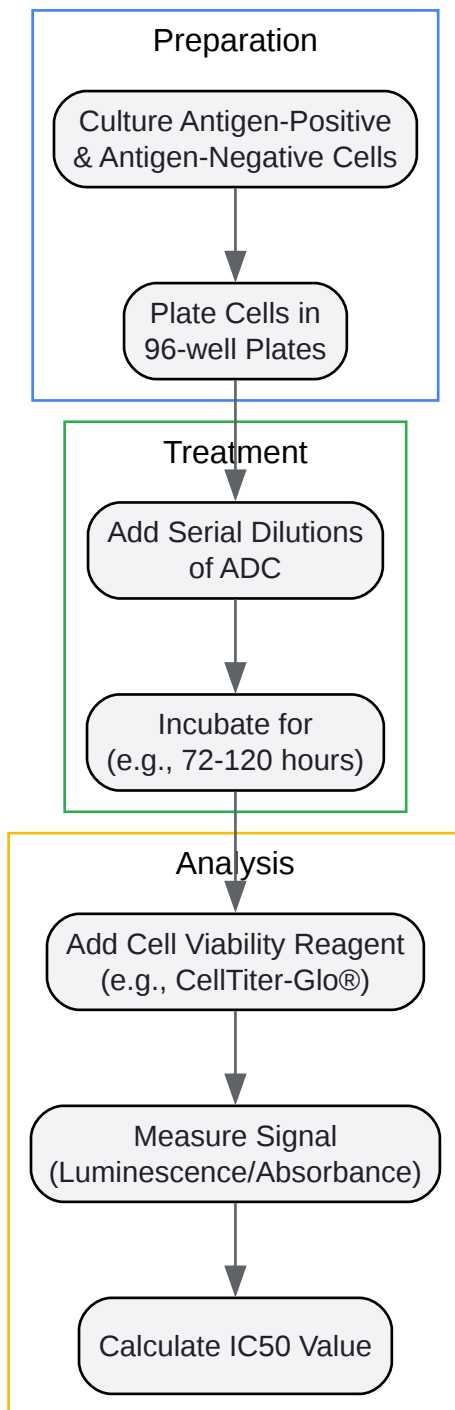 Preparation
Culture Antigen-Positive
& Antigen-Negative Cells
Plate Cells in
96-well Plates
Treatment
Add Serial Dilutions
of ADC
Incubate for
(e.g., 72-120 hours)
Analysis
Add Cell Viability Reagent
(e.g., CellTiter-Glo®)
Measure Signal
(Luminescence/Absorbance)
Calculate IC50 Value